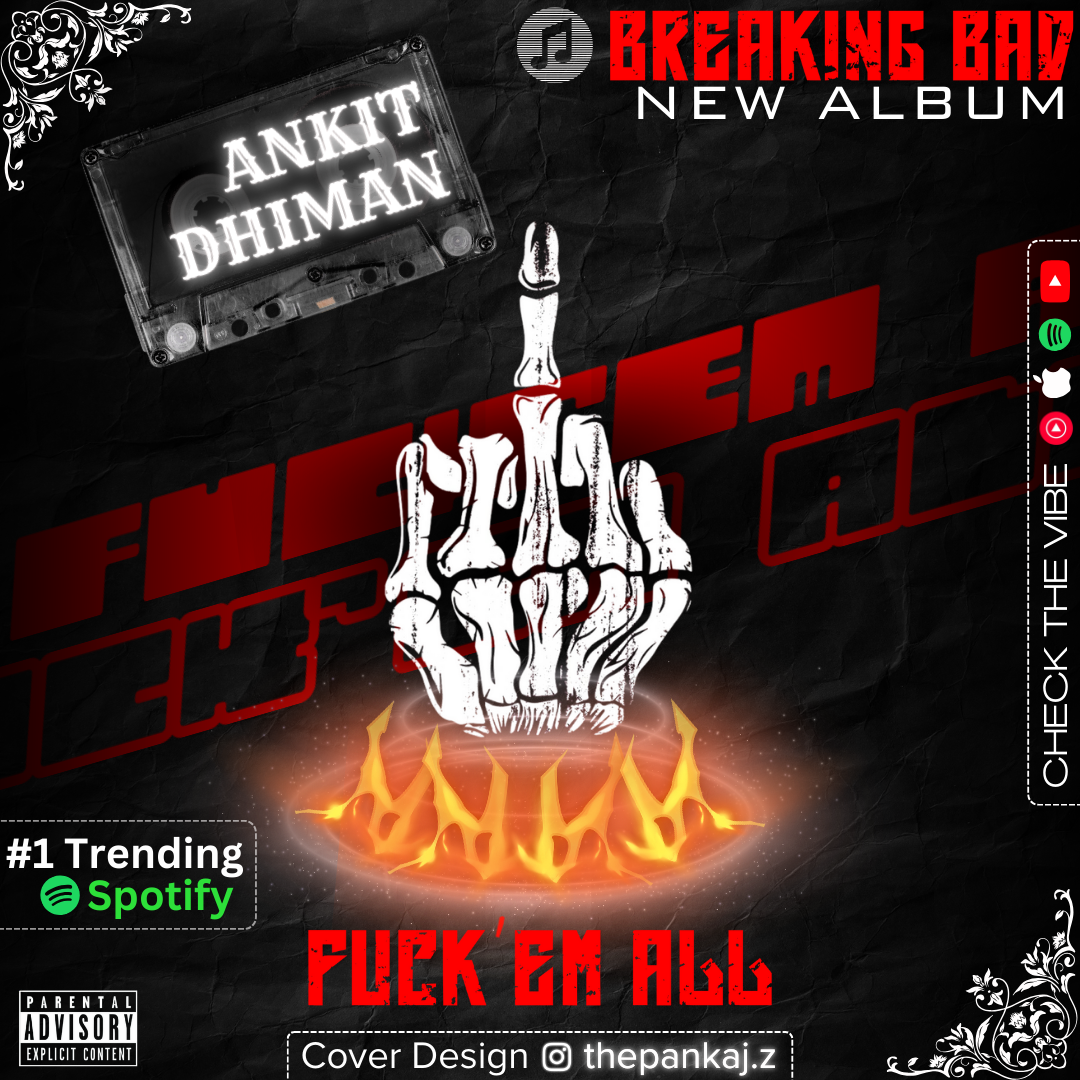 BREAKING BAD
NEW ALBUM
ANKIT
DHIMAN
CHECK THE VIBE
#1 Trending
Spotify
FUCK'EM ALL
PARENTAL
ADVISORY
EXPLICIT CONTENT
Cover Design thepankaj.z